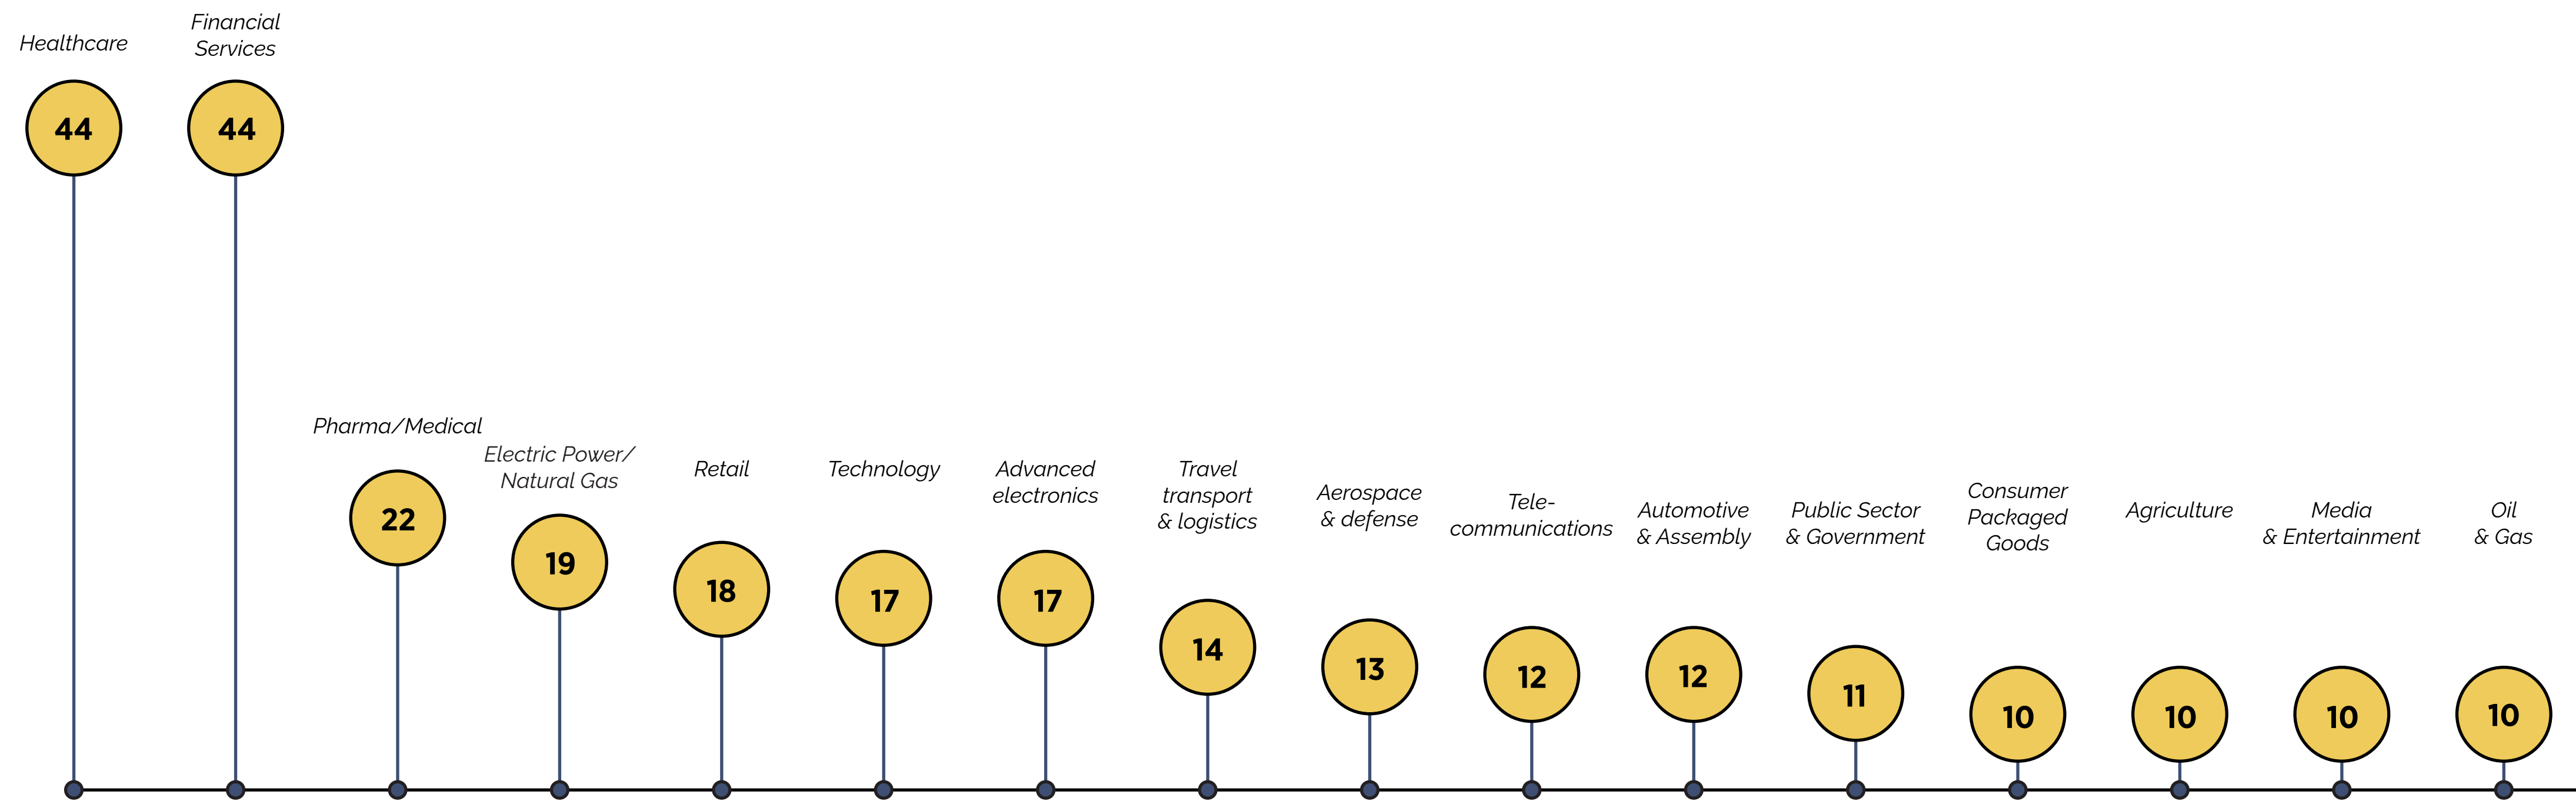 Healthcare
44
Financial
Services
44
Pharma/Medical
22
Electric Power/
Natural Gas
19
Retail
18
Technology
17
Advanced
electronics
17
Travel
transport
& logistics
14
Aerospace
& defense
13
Tele-
communications
12
Automotive
& Assembly
12
Public Sector
& Government
11
Consumer
Packaged
Goods
10
Agriculture
10
Media
& Entertainment
10
Oil
& Gas
10